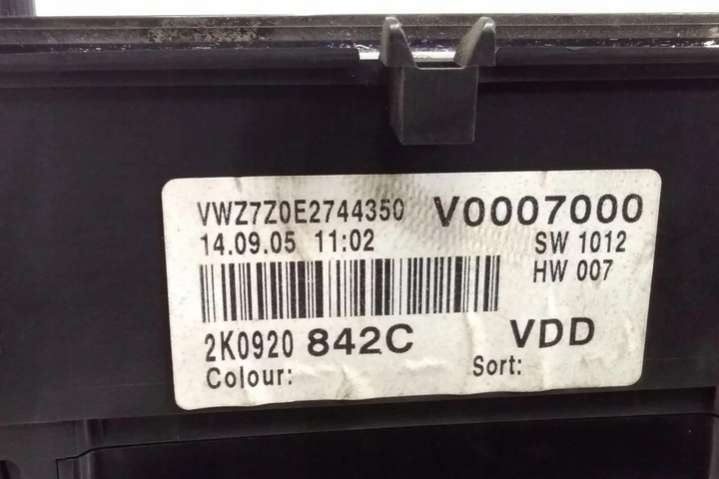 VWZ7Z0E2744350 V0007000
14.09.05 11:02 SW 1012
HW 007
2K0920 842C VDD
Colour: Sort: